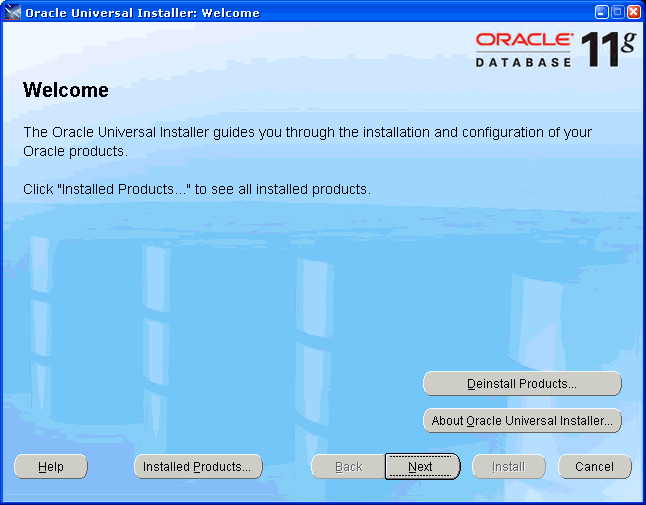 Oracle Universal Installer: Welcome
ORACLE
DATABASE 11g
Welcome
The Oracle Universal Installer guides you through the installation and configuration of your
Oracle products.
Click "Installed Products..." to see all installed products.
Deinstall Products...
About Oracle Universal Installer...
Help Installed Products... Back Next Install Cancel